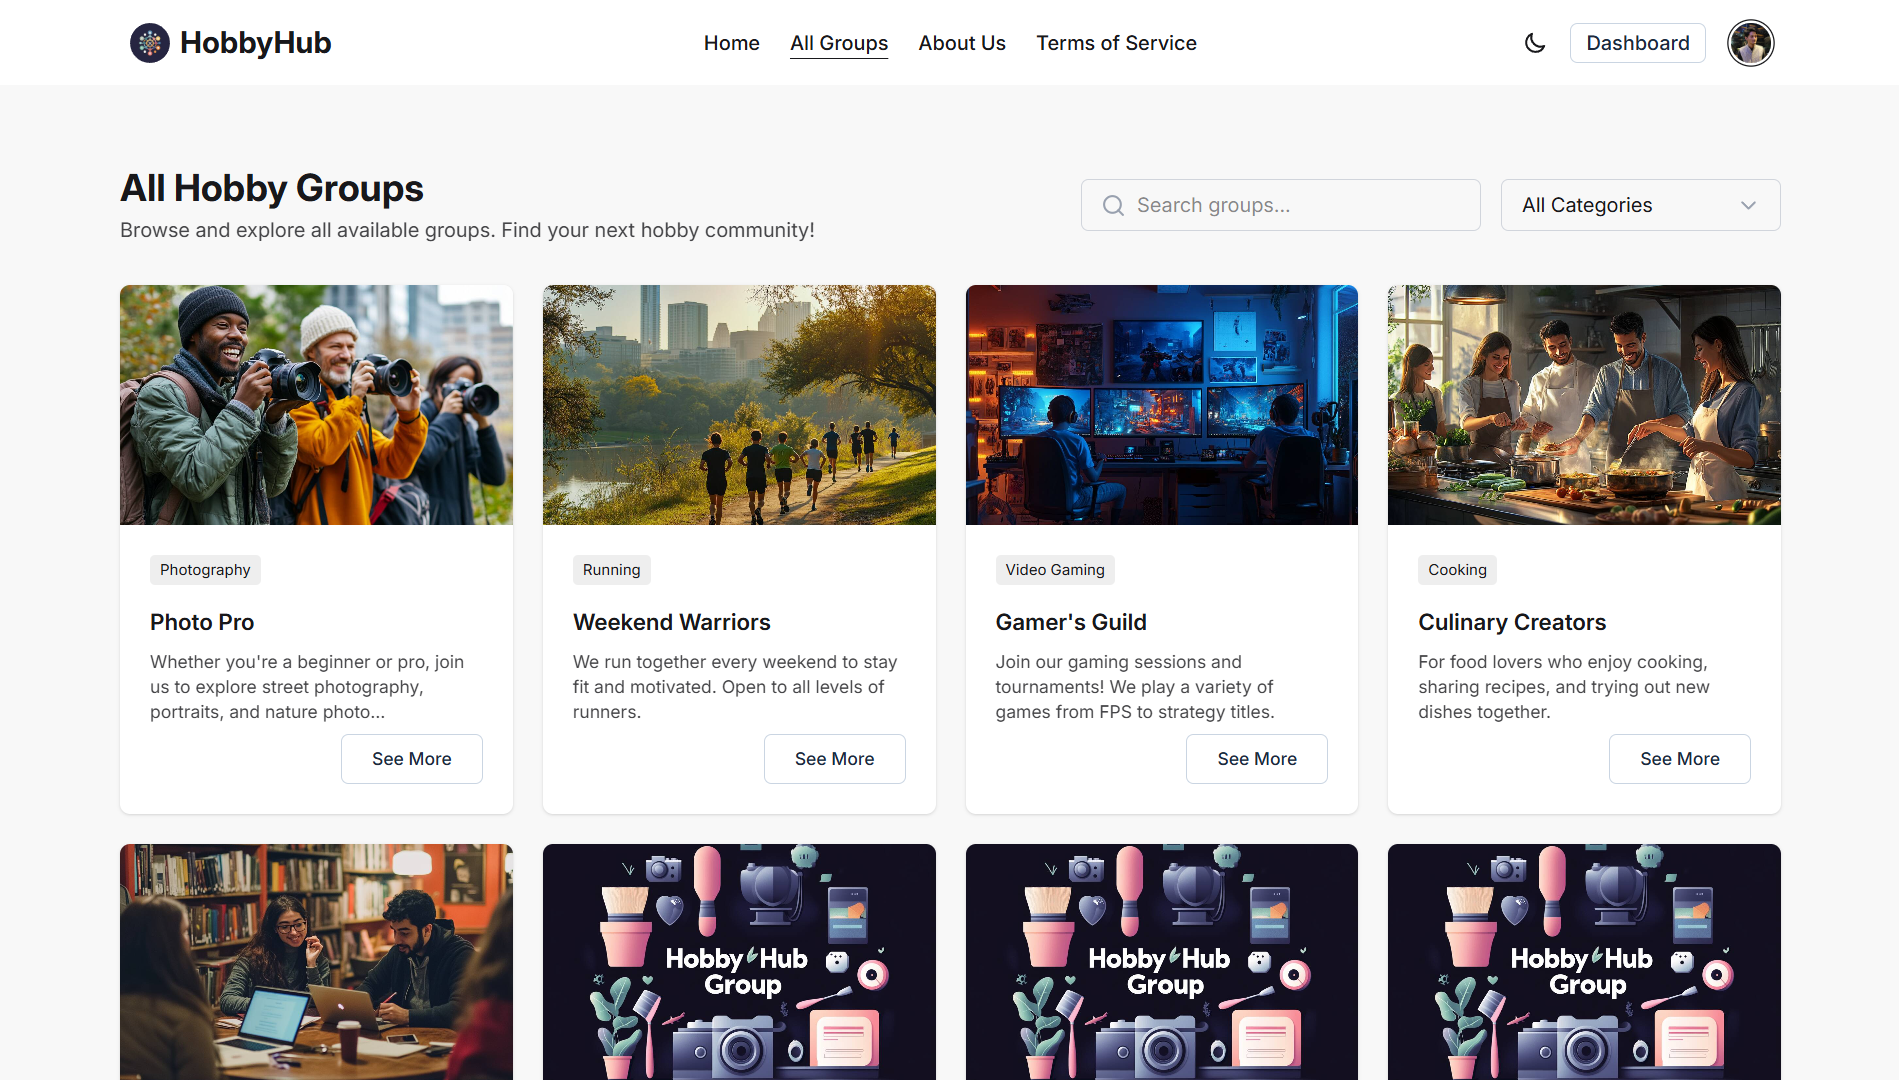 HobbyHub
Home
All Groups
About Us
Terms of Service
Dashboard
All Hobby Groups
Browse and explore all available groups. Find your next hobby community!
Search groups...
All Categories
Photography
Photo Pro
Whether you're a beginner or pro, join
us to explore street photography,
portraits, and nature photo...
See More
Running
Weekend Warriors
We run together every weekend to stay
fit and motivated. Open to all levels of
runners.
See More
Video Gaming
Gamer's Guild
Join our gaming sessions and
tournaments! We play a variety of
games from FPS to strategy titles.
See More
Cooking
Culinary Creators
For food lovers who enjoy cooking,
sharing recipes, and trying out new
dishes together.
See More
Hobby Hub
Group
Hobby Hub
Group
Hobby Hub
Group